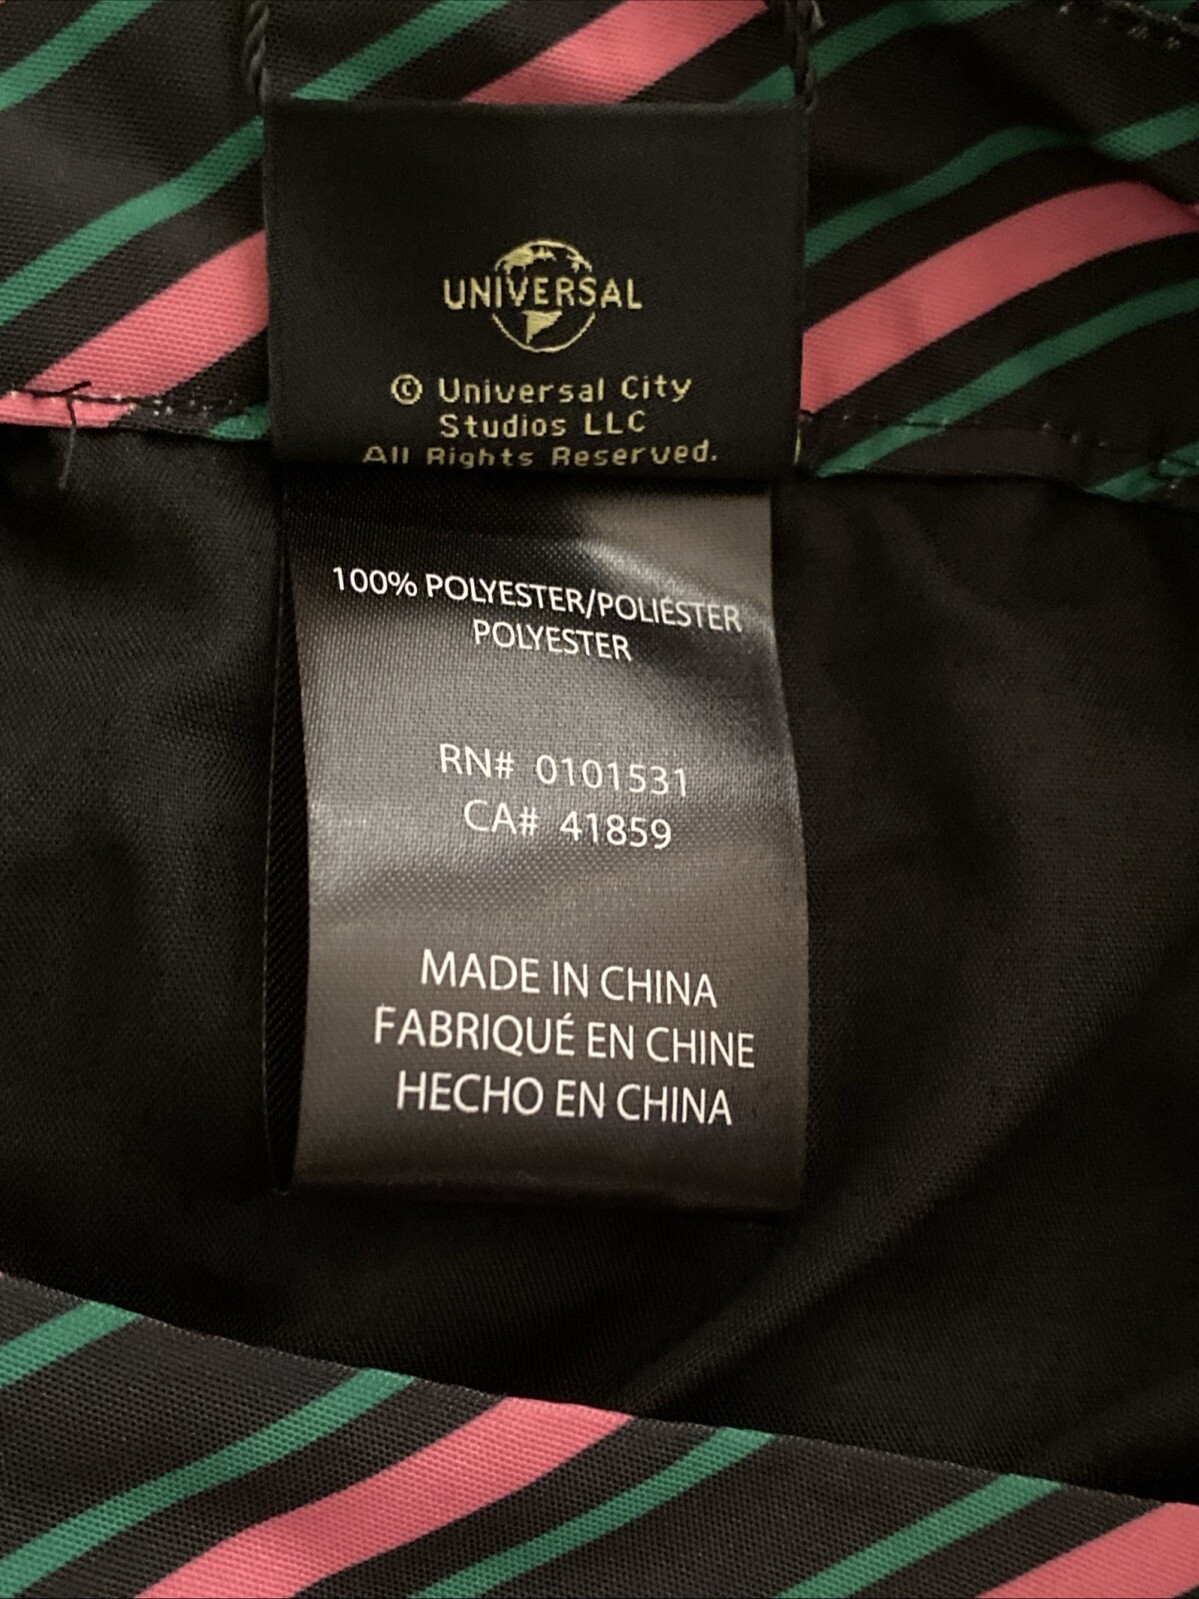 UNIVERSAL
© Universal City
Studios LLC
All Rights Reserved.
100% POLYESTER/POLIÉSTER
POLYESTER
RN# 0101531
CA# 41859
MADE IN CHINA
FABRIQUÉ EN CHINE
HECHO EN CHINA